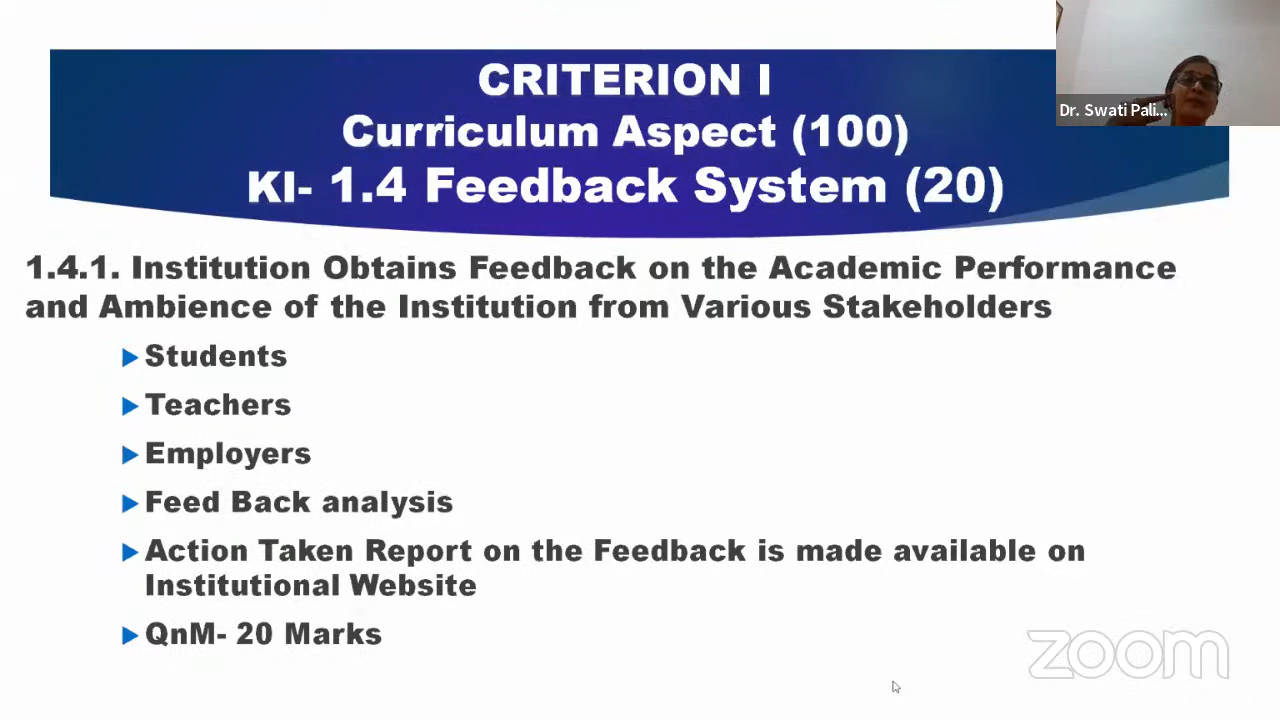 CRITERION I
Curriculum Aspect (100)
KI- 1.4 Feedback System (20)
Dr. Swati Pali...
1.4.1. Institution Obtains Feedback on the Academic Performance
and Ambience of the Institution from Various Stakeholders
Students
Teachers
Employers
Feed Back analysis
Action Taken Report on the Feedback is made available on
Institutional Website
QnM- 20 Marks
zoom